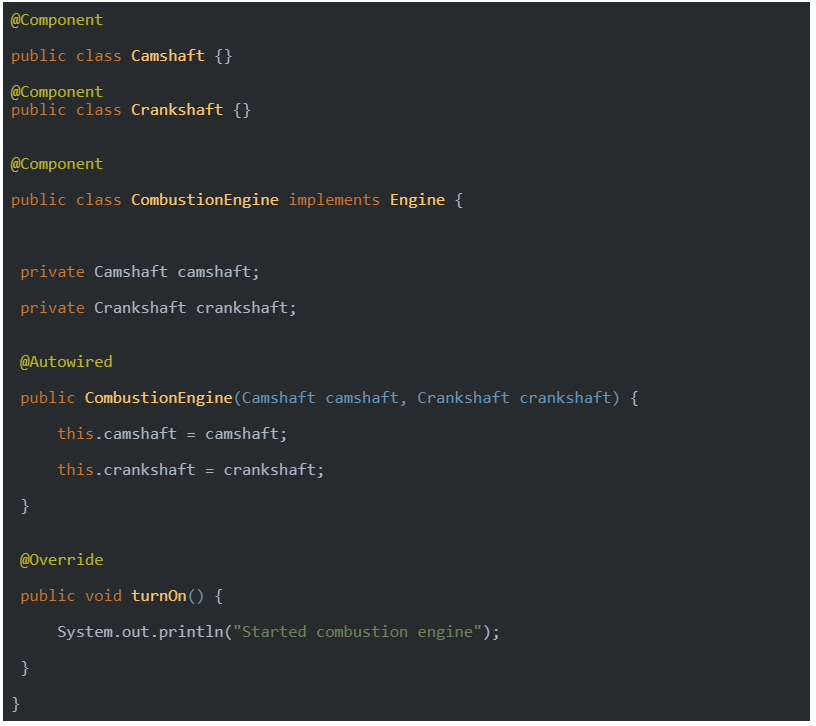 @Component
public class Camshaft {}
@Component
public class Crankshaft {}
@Component
public class CombustionEngine implements Engine {
private Camshaft camshaft;
private Crankshaft crankshaft;
@Autowired
public CombustionEngine(Camshaft camshaft, Crankshaft crankshaft) {
this.camshaft = camshaft;
this.crankshaft = crankshaft;
}
@Override
public void turnOn() {
System.out.println("Started combustion engine");
}
}